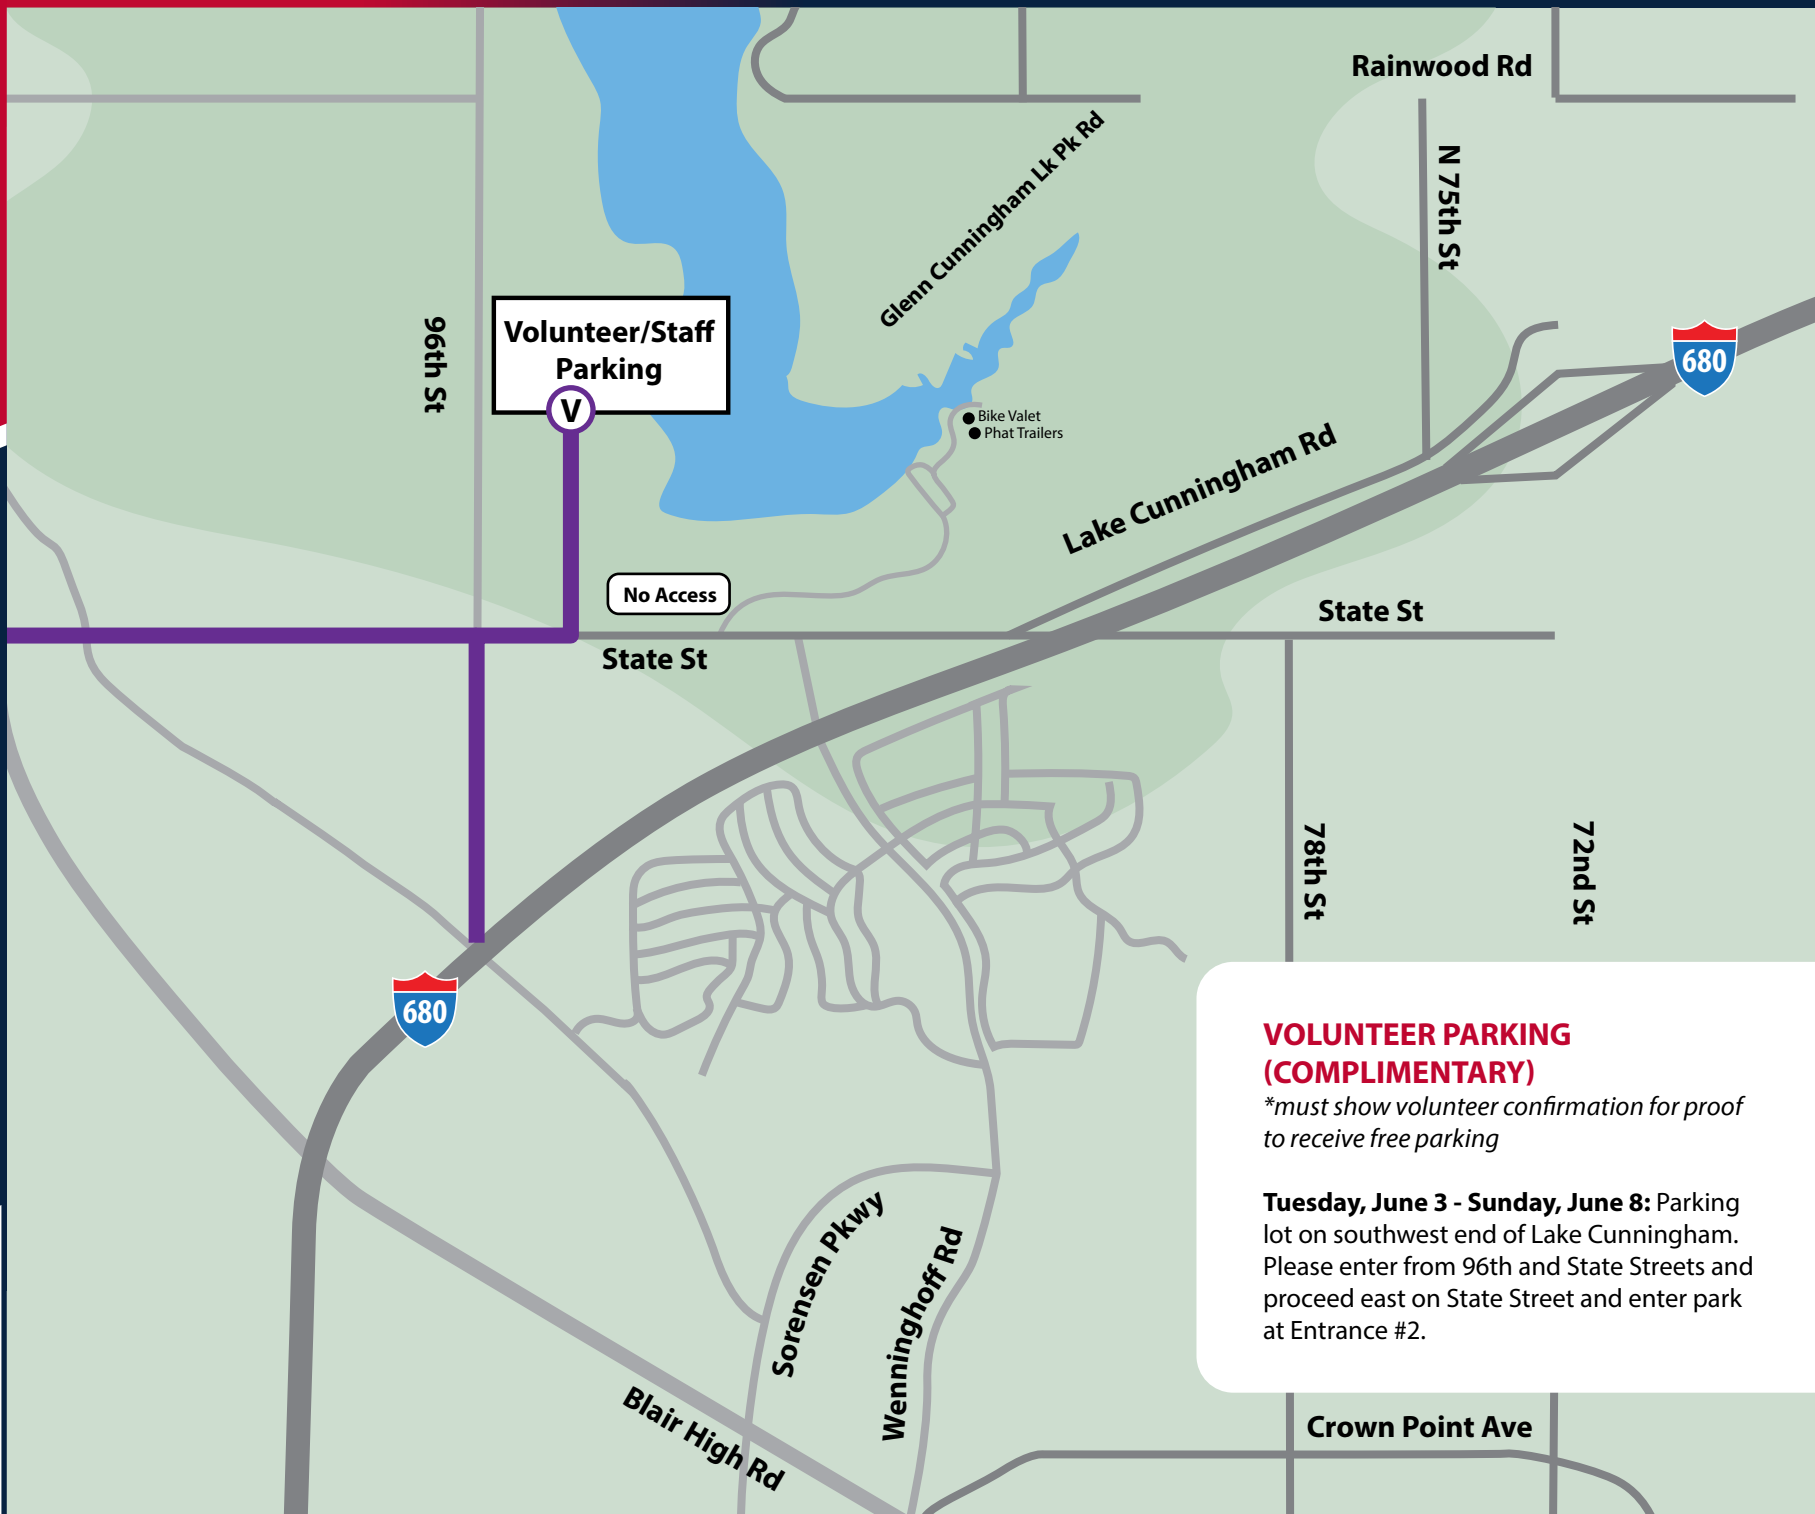 Rainwood Rd
N 75th St
Glenn Cunningham Lk Pk Rd
680
96th St
Volunteer/Staff
Parking
V
Bike Valet
Phat Trailers
Lake Cunningham Rd
No Access
State St
State St
78th St
72nd St
680
VOLUNTEER PARKING
(COMPLIMENTARY)
*must show volunteer confirmation for proof
to receive free parking
Tuesday, June 3 - Sunday, June 8: Parking
lot on southwest end of Lake Cunningham.
Please enter from 96th and State Streets and
proceed east on State Street and enter park
at Entrance #2.
Sorensen Pkwy
Wenninghoff Rd
Blair High Rd
Crown Point Ave